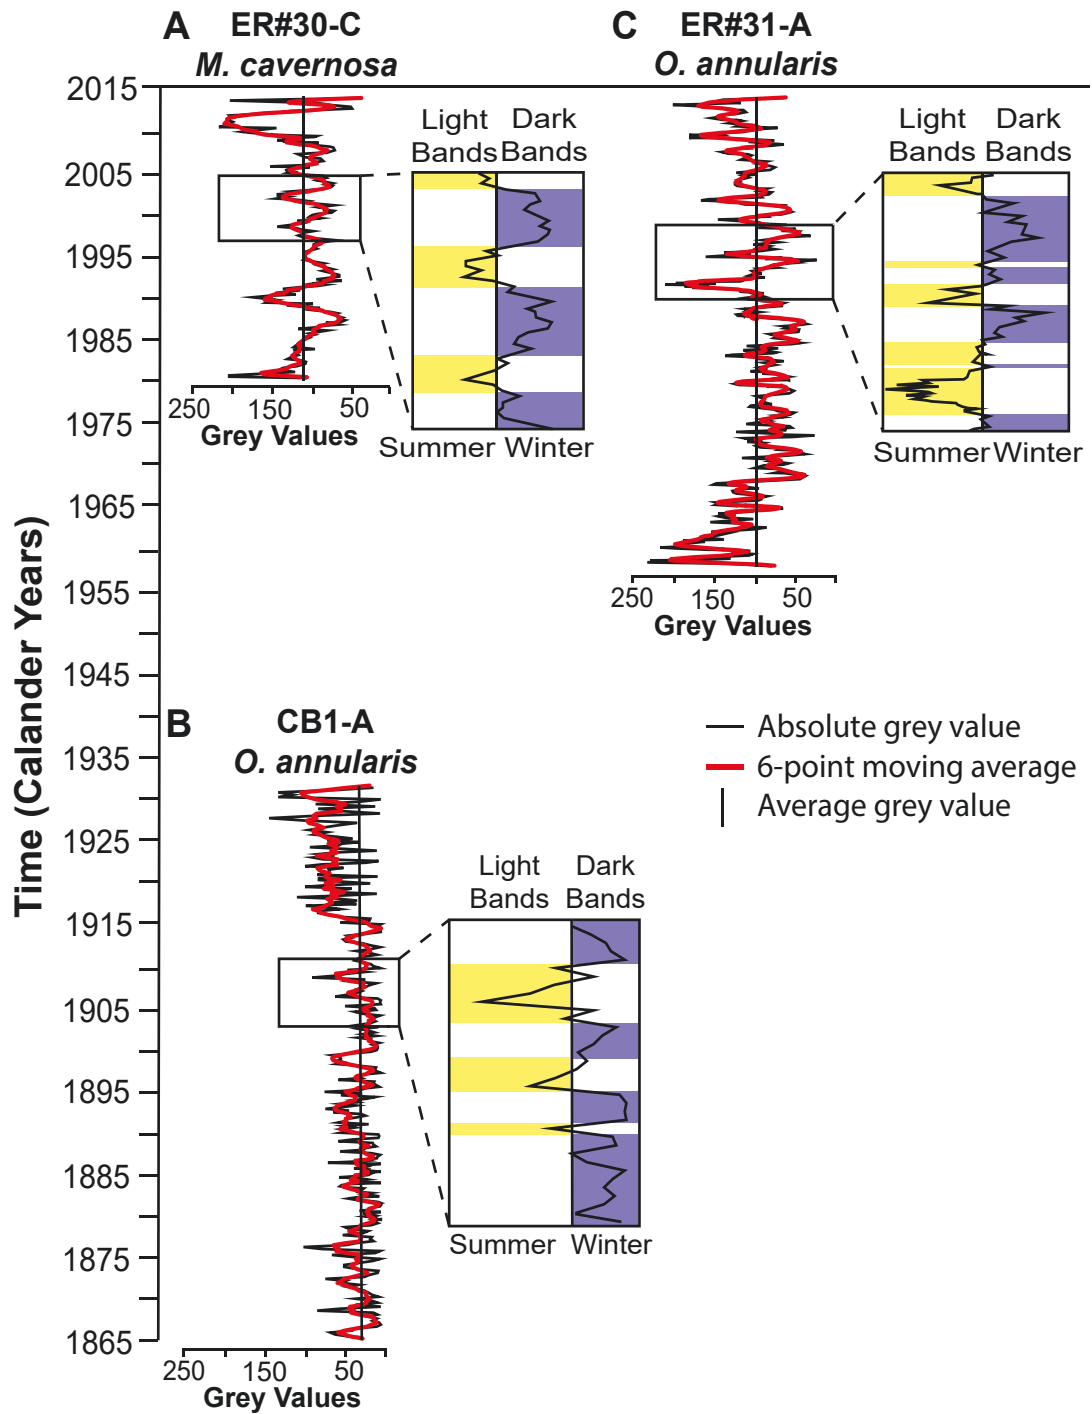 A
ER#30-C
M. cavernosa
C
ER#31-A
O. annularis
2015
2005
1995
1985
1975
1965
1955
1945
1935
1925
1915
1905
1895
1885
1875
1865
Time (Calander Years)
Light
Bands
Dark
Bands
Summer
Winter
250
150
50
Grey Values
Light
Bands
Dark
Bands
Summer
Winter
250
150
50
Grey Values
B
CB1-A
O. annularis
Absolute grey value
6-point moving average
Average grey value
Light
Bands
Dark
Bands
Summer
Winter
250
150
50
Grey Values